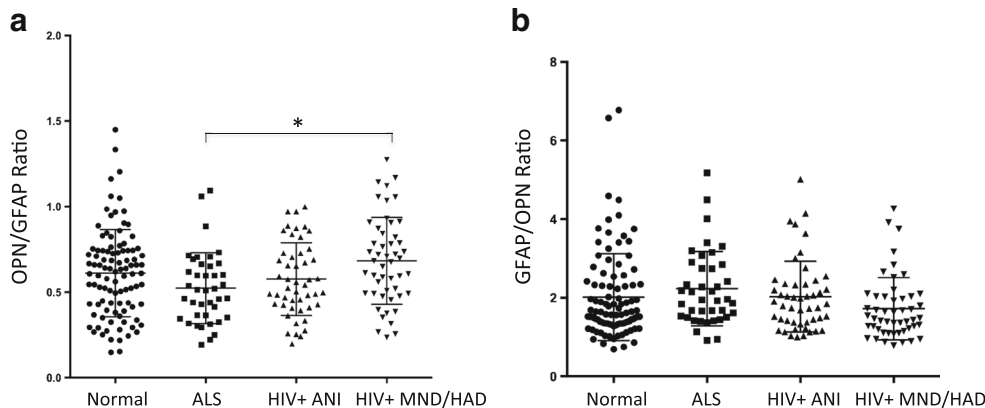 a
OPN/GFAP Ratio
2.0
1.5
1.0
0.5
0.0
*
Normal ALS HIV+ ANI HIV+ MND/HAD
b
GFAP/OPN Ratio
8
6
4
2
0
Normal ALS HIV+ ANI HIV+ MND/HAD